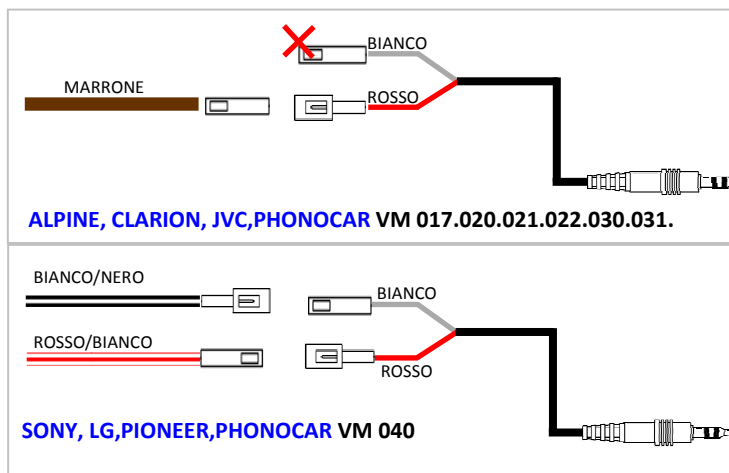 BIANCO
MARRONE
ROSSO
ALPINE, CLARION, JVC,PHONOCAR VM 017.020.021.022.030.031.
BIANCO/NERO
BIANCO
ROSSO/BIANCO
ROSSO
SONY, LG,PIONEER,PHONOCAR VM 040